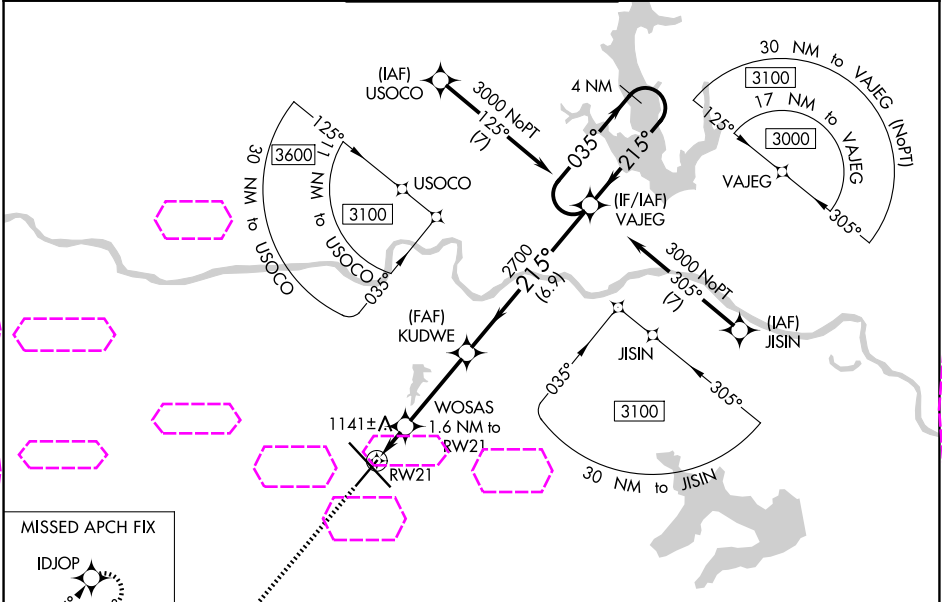 (IAF)
USOCO
3000 NoPT
125°
(7)
4 NM
035°
215°
(IF/IAF)
VAJEG
30 NM to VAJEG (NoPT)
3100
17 NM to VAJEG
3000
125°
VAJEG
305°
125°
3600
11 NM to USOCO
30 NM to USOCO
3100
USOCO
035°
2700
215°
(6.9)
3000 NoPT
305°
(7)
(IAF)
JISIN
(FAF)
KUDWE
JISIN
035°
305°
3100
30 NM to JISIN
WOSAS
1.6 NM to
RW21
1141±
RW21
MISSED APCH FIX
IDJOP